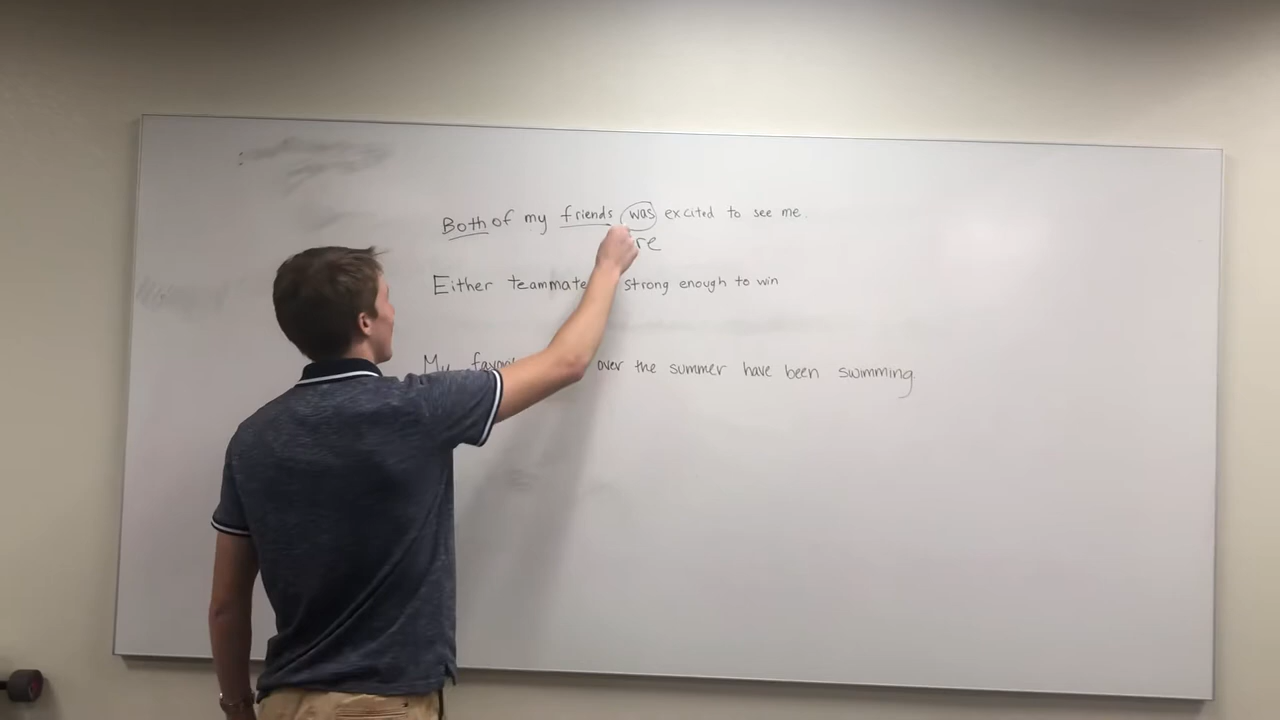 Both of my friends was excited to see me.
re
Either teammate strong enough to win
My over the summer have been swimming.